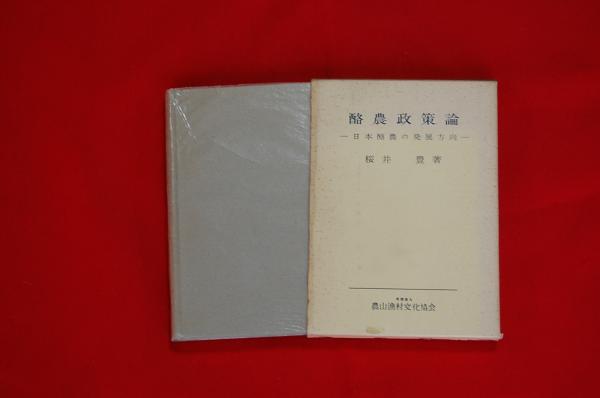 酪農政策論
—日本酪農の発展方向—
桜井 豊著
農山漁村文化協会